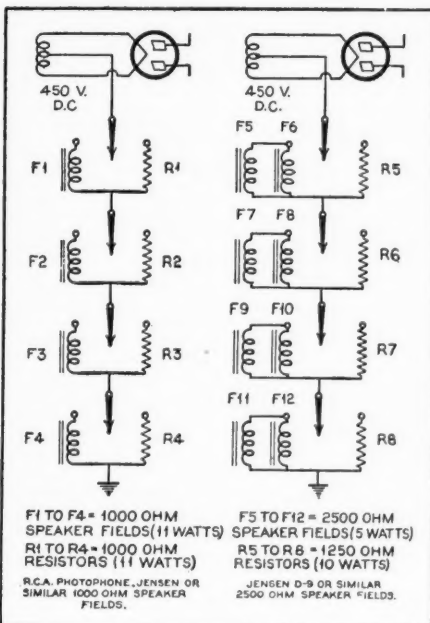 450 V.
D.C.
F1 R1
F2 R2
F3 R3
F4 R4
F1 TO F4 = 1000 OHM
SPEAKER FIELDS (11 WATTS)
R1 TO R4 = 1000 OHM
RESISTORS (11 WATTS)
R.C.A. PHOTOPHONE, JENSEN OR
SIMILAR 1000 OHM SPEAKER
FIELDS.
450 V.
D.C.
F5 F6
R5
F7 F8
R6
F9 F10
R7
F11 F12
R8
F5 TO F12 = 2500 OHM
SPEAKER FIELDS (5 WATTS)
R5 TO R8 = 1250 OHM
RESISTORS (10 WATTS)
JENSEN D-9 OR SIMILAR
2500 OHM SPEAKER FIELDS.